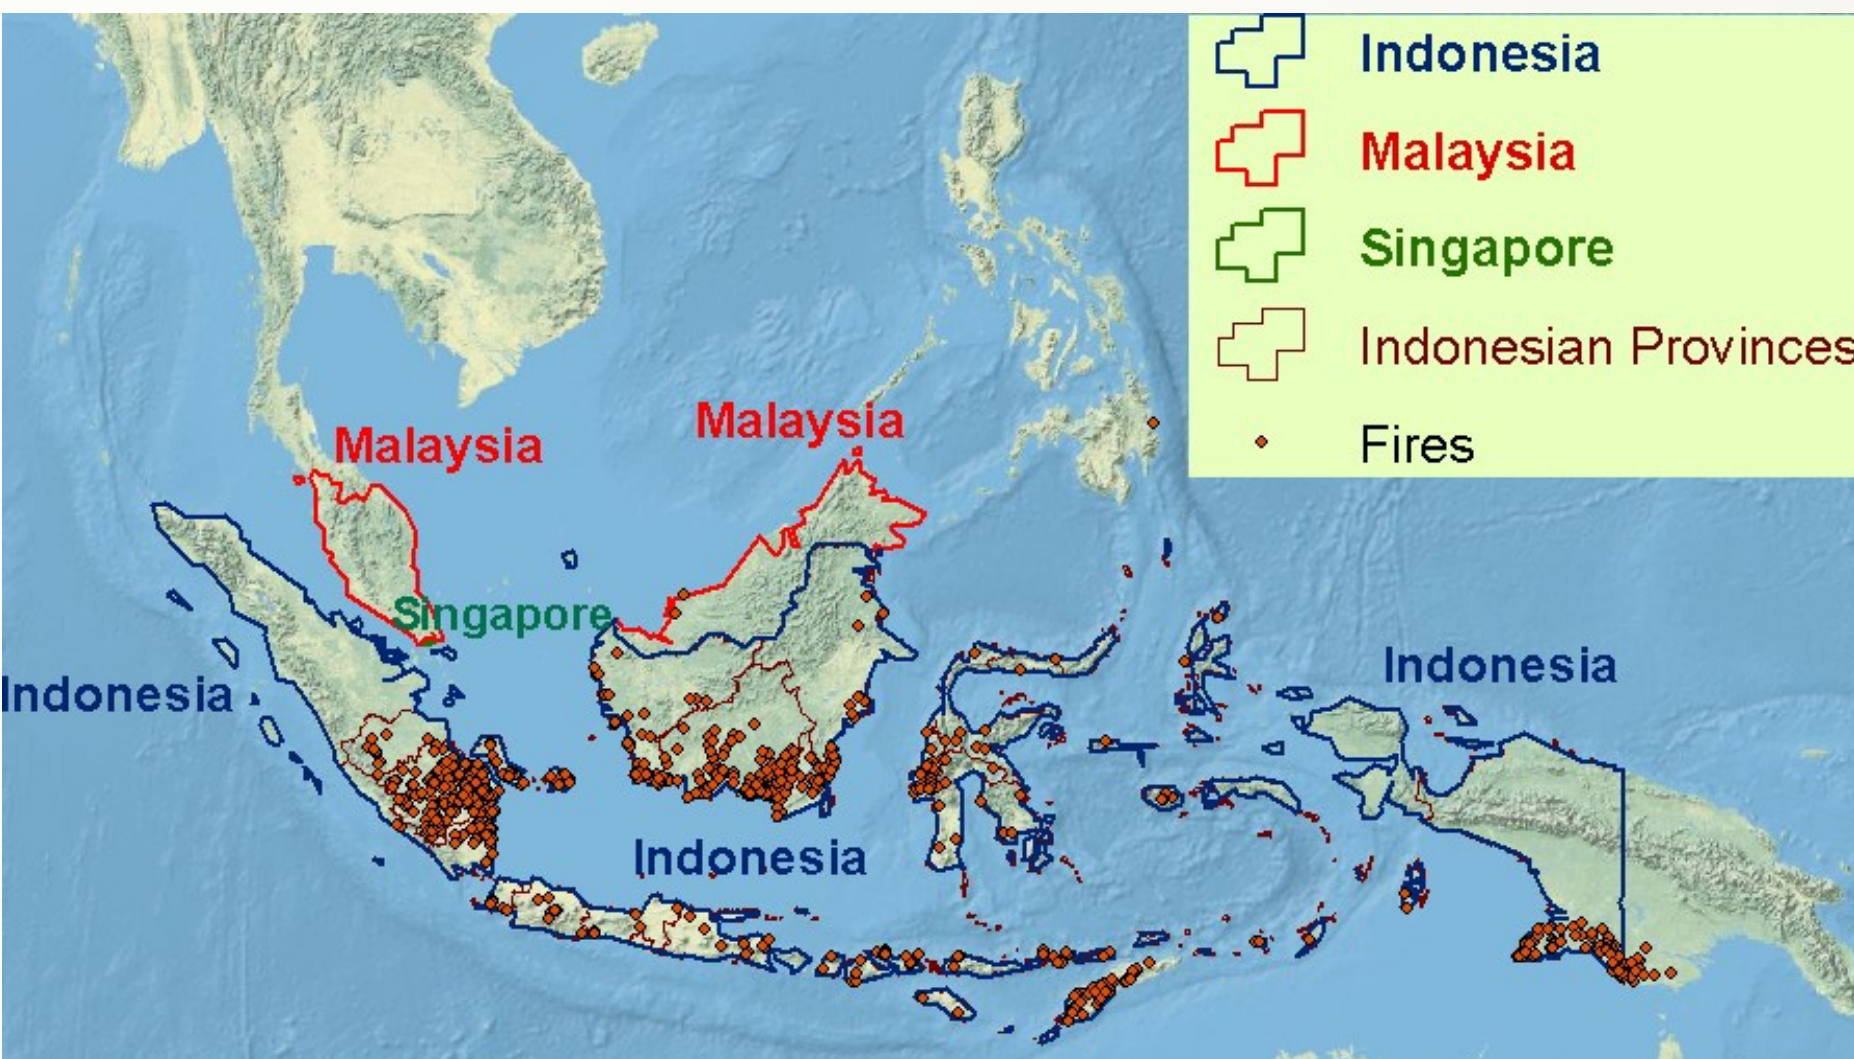 Indonesia
Malaysia
Singapore
Indonesian Provinces
Fires
Malaysia
Malaysia
Singapore
Indonesia
Indonesia
Indonesia